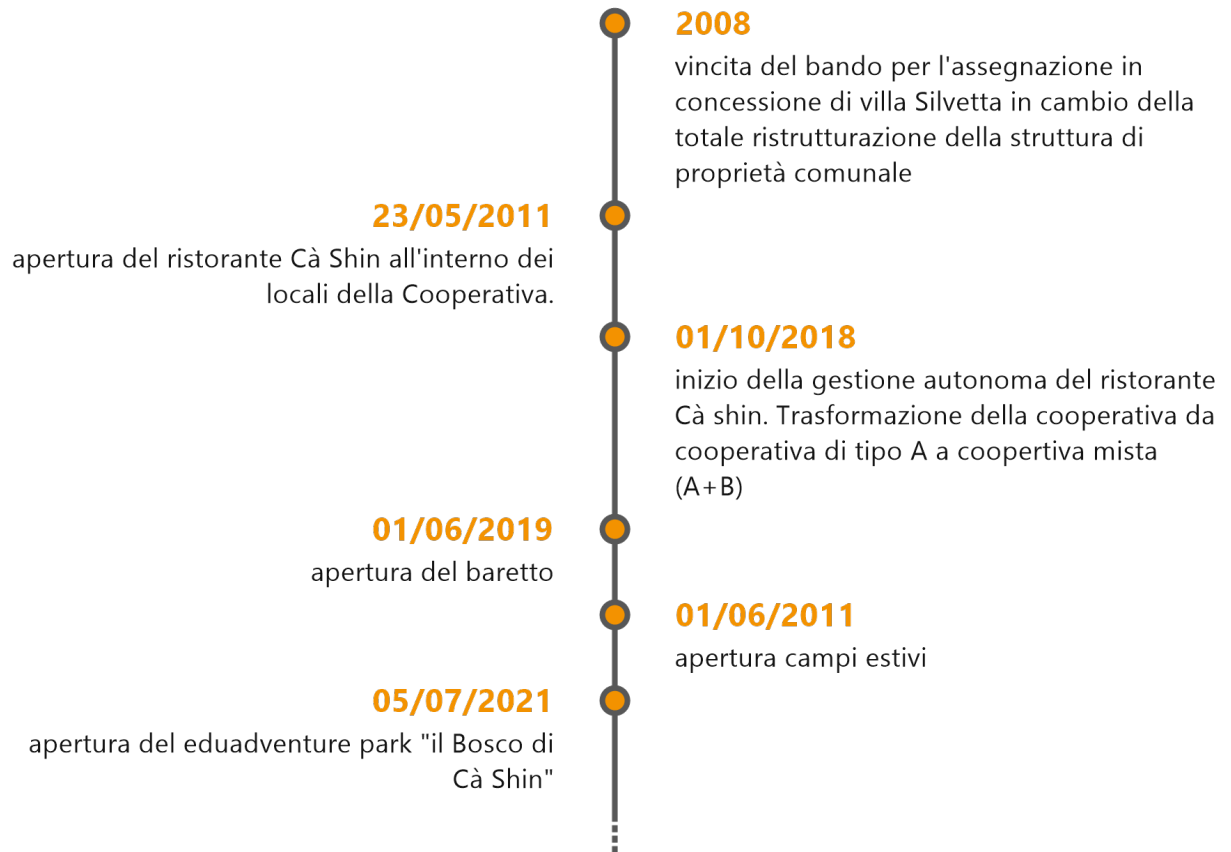 2008
vincita del bando per l'assegnazione in
concessione di villa Silvetta in cambio della
totale ristrutturazione della struttura di
proprietà comunale
23/05/2011
apertura del ristorante Cà Shin all'interno dei
locali della Cooperativa.
01/10/2018
inizio della gestione autonoma del ristorante
Cà shin. Trasformazione della cooperativa da
cooperativa di tipo A a coopertiva mista
(A+B)
01/06/2019
apertura del baretto
01/06/2011
apertura campi estivi
05/07/2021
apertura del eduadventure park "il Bosco di
Cà Shin"